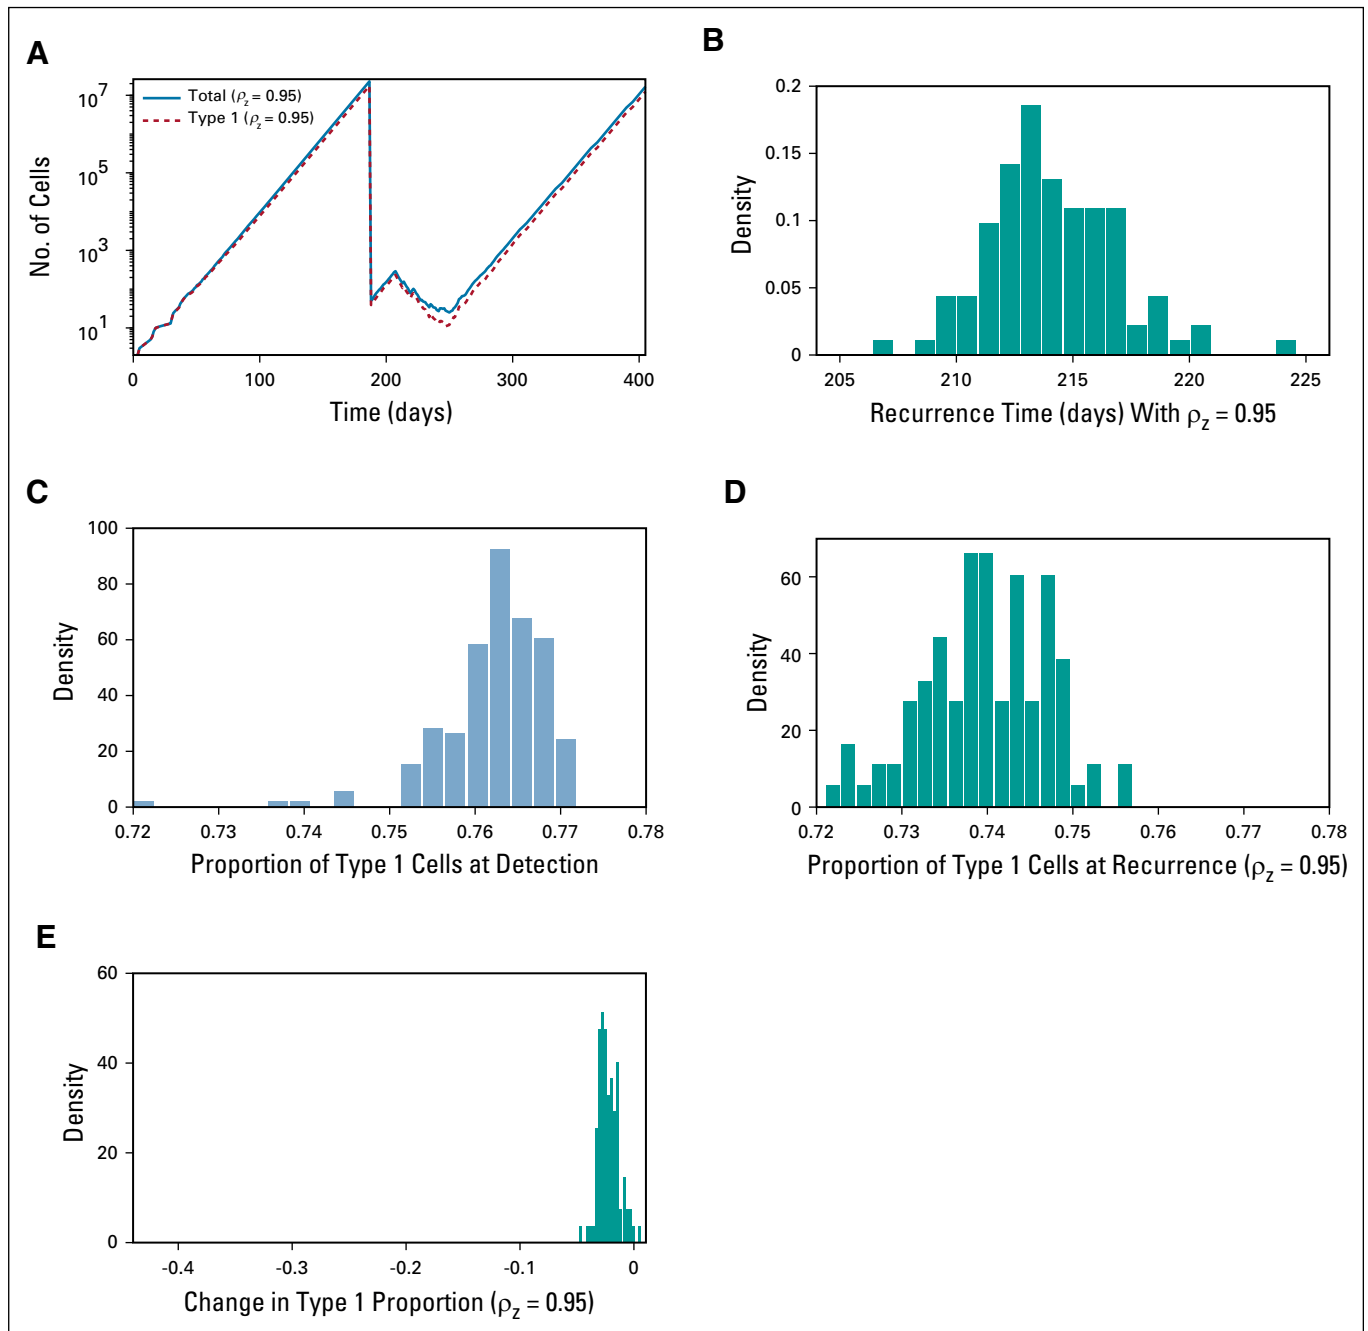 A
No. of Cells
10^7
10^5
10^3
10^1
Total (ρ_z = 0.95)
Type 1 (ρ_z = 0.95)
0 100 200 300 400
Time (days)
B
Density
0.2
0.15
0.1
0.05
0
205 210 215 220 225
Recurrence Time (days) With ρ_z = 0.95
C
Density
100
80
60
40
20
0
0.72 0.73 0.74 0.75 0.76 0.77 0.78
Proportion of Type 1 Cells at Detection
D
Density
60
40
20
0
0.72 0.73 0.74 0.75 0.76 0.77 0.78
Proportion of Type 1 Cells at Recurrence (ρ_z = 0.95)
E
Density
60
40
20
0
-0.4 -0.3 -0.2 -0.1 0
Change in Type 1 Proportion (ρ_z = 0.95)